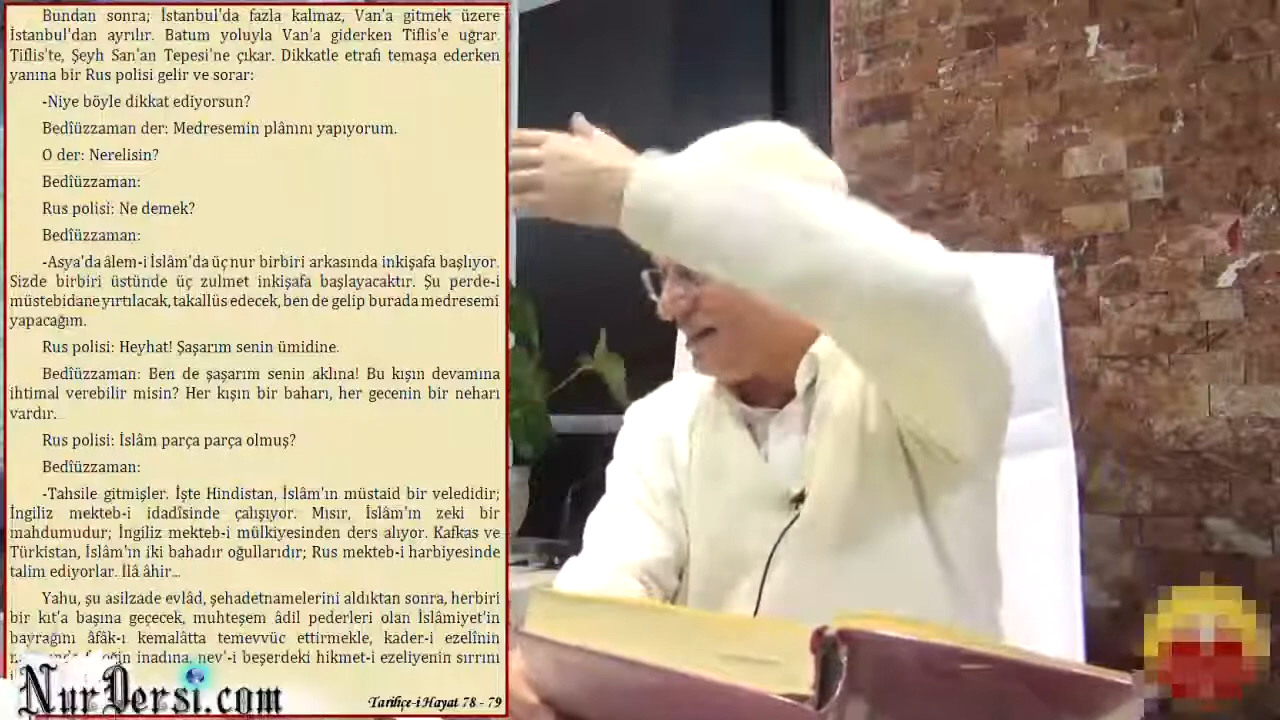 Bundan sonra; İstanbul'da fazla kalmaz, Van'a gitmek üzere
İstanbul'dan ayrılır. Batum yoluyla Van'a giderken Tiflis'e uğrar.
Tiflis'te, Şeyh San'an Tepesi'ne çıkar. Dikkatle etrafı temaşa ederken
yanına bir Rus polisi gelir ve sorar:
-Niye böyle dikkat ediyorsun?
Bedîüzzaman der: Medresemin plânını yapıyorum.
O der: Nerelisin?
Bedîüzzaman:
Rus polisi: Ne demek?
Bedîüzzaman:
-Asya'da âlem-i İslâm'da üç nur birbiri arkasında inkişafa başlıyor.
Sizde birbiri üstünde üç zulmet inkişafa başlayacaktır. Şu perde-i
müstebidane yırtılacak, takallüs edecek, ben de gelip burada medresemi
yapacağım.
Rus polisi: Heyhat! Şaşarım senin ümidine.
Bedîüzzaman: Ben de şaşarım senin aklına! Bu kışın devamına
ihtimal verebilir misin? Her kışın bir baharı, her gecenin bir neharı
vardır.
Rus polisi: İslâm parça parça olmuş?
Bedîüzzaman:
-Tahsile gitmişler. İşte Hindistan, İslâm'ın müstaid bir veledidir;
İngiliz mekteb-i idadîsinde çalışıyor. Mısır, İslâm'ın zeki bir
mahdumudur; İngiliz mekteb-i mülkiyesinden ders alıyor. Kafkas ve
Türkistan, İslâm'ın iki bahadır oğullarıdır; Rus mekteb-i harbiyesinde
talim ediyorlar. İlâ âhir...
Yahu, şu asilzade evlâd, şehadetnamelerini aldıktan sonra, herbiri
bir kıt'a başına geçecek, muhteşem âdil pederleri olan İslâmiyet'in
bayrağını âfâk-ı kemalâtta temevvüc ettirmekle, kader-i ezelînin
inadına, nev'-i beşerdeki hikmet-i ezeliyenin sırrını
NurDersi.com
Tarihçe-i Hayat 78 - 79